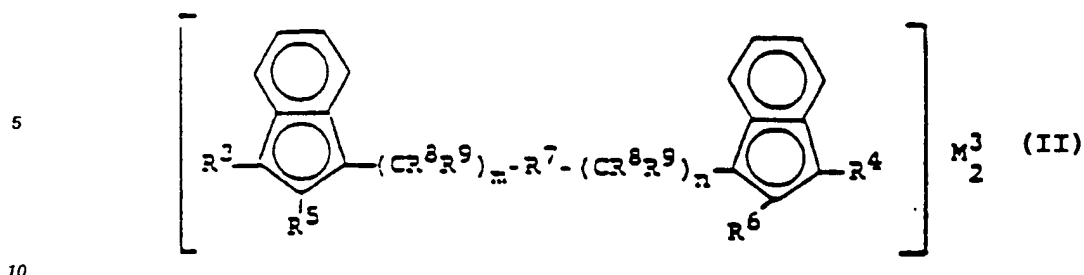 5
R³ (CR⁸R⁹)ₘ-R⁷-(CR⁸R⁹)ₙ R⁴ M³₂ (II)
R⁵ R⁶
10